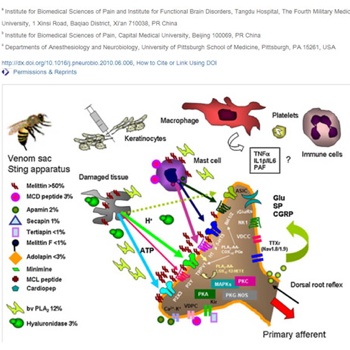 ᵃ Institute for Biomedical Sciences of Pain and Institute for Functional Brain Disorders, Tangdu Hospital, The Fourth Military Medic
University, 1 Xinsi Road, Baqiao District, Xi'an 710038, PR China
ᵇ Institute for Biomedical Sciences of Pain, Capital Medical University, Beijing 100069, PR China
ᶜ Departments of Anesthesiology and Neurobiology, University of Pittsburgh School of Medicine, Pittsburgh, PA 15261, USA
http://dx.doi.org/10.1016/j.pneurobio.2010.06.006, How to Cite or Link Using DOI
Permissions & Reprints
Macrophage
Platelets
Keratinocytes
Immune cells
Mast cell
TNFα
IL1β/IL6
PAF
?
Venom sac
Sting apparatus
Damaged tissue
Melittin >50%
MCD peptide 3%
Apamin 2%
Secapin 1%
Tertiapin <1%
Melittin F <1%
Adolapin <3%
Minimine
MCL peptide
Cardiopep
bv PLA₂ 12%
Hyaluronidase 3%
H⁺
ATP
ASIC
iGluRs
NK1
VDCC
Glu
SP
CGRP
TTXr
(Nav1.8/1.9)
MAPKs
PKC
PKA
PKG-NOS
Dorsal root reflex
Primary afferent